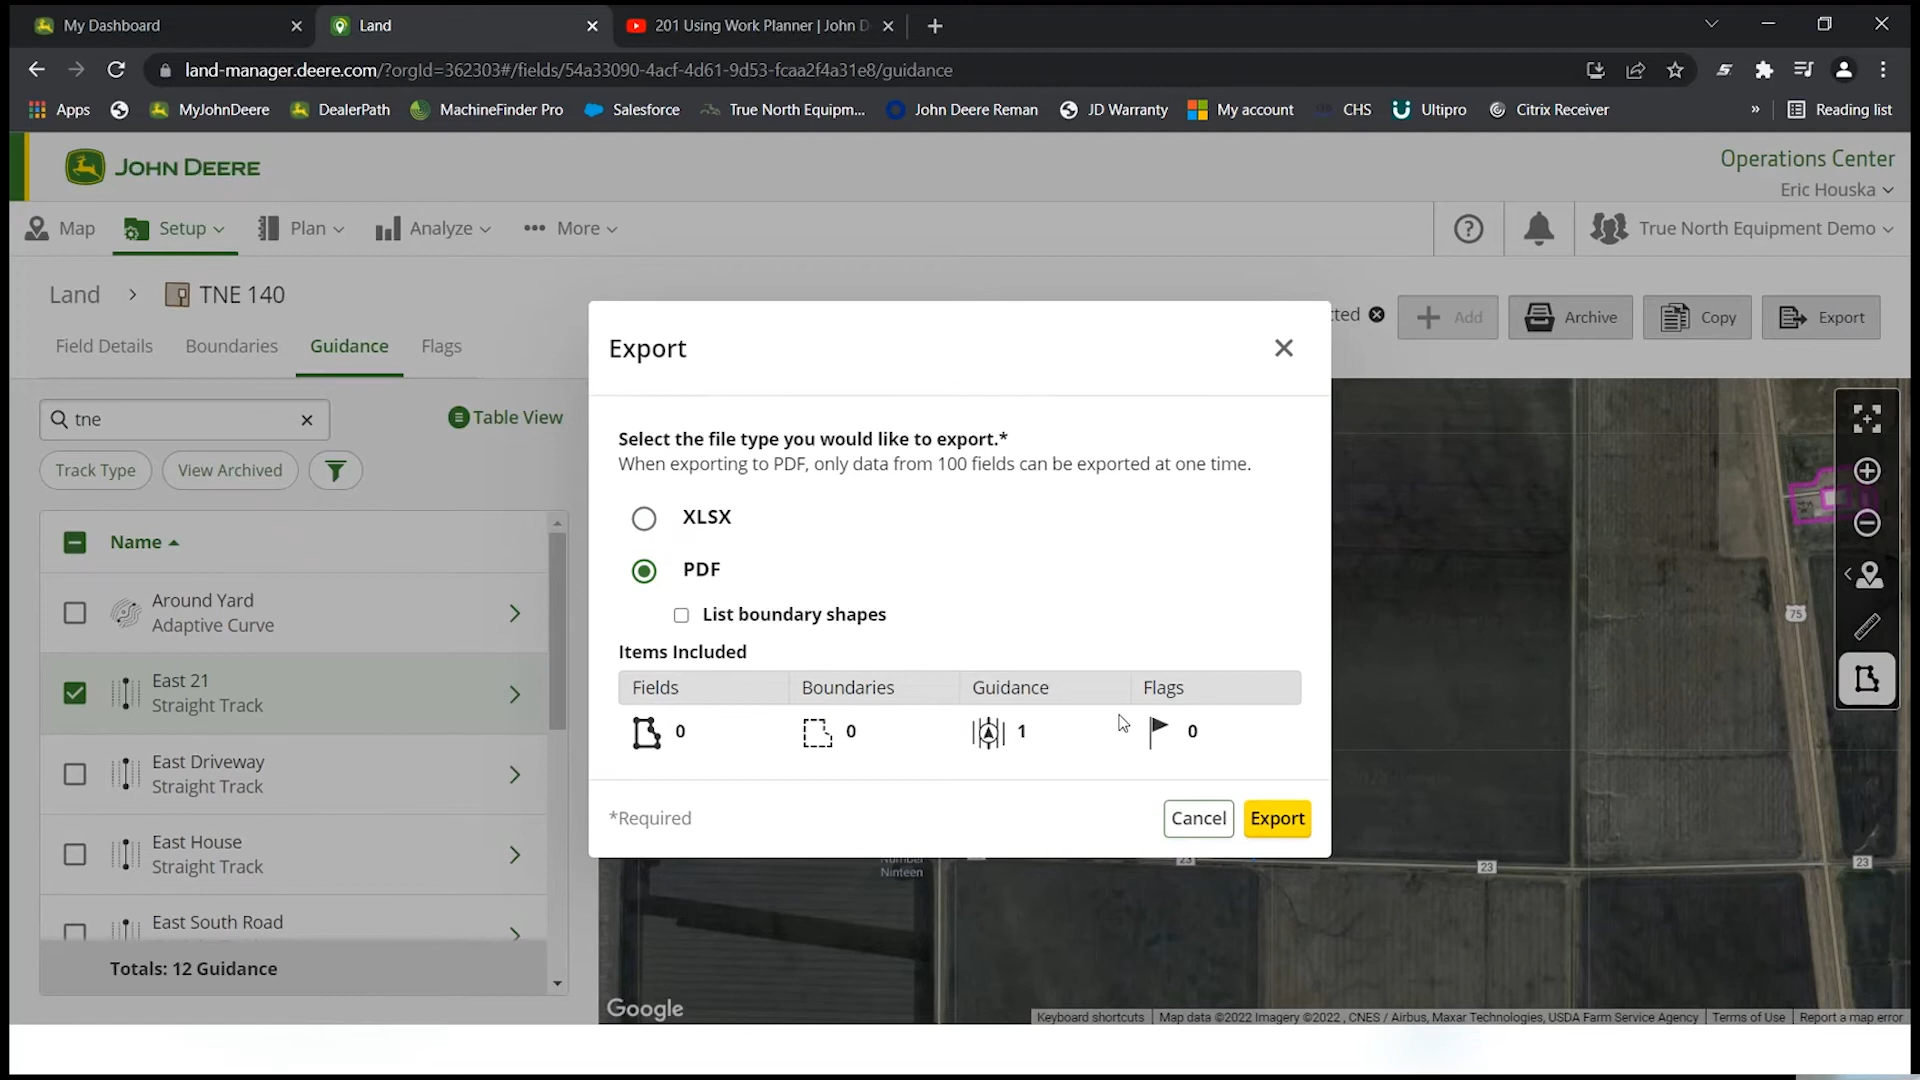 My Dashboard
Land
201 Using Work Planner | John D
land-manager.deere.com/?orgId=362303#/fields/54a33090-4acf-4d61-9d53-fcaa2f4a31e8/guidance
Apps
MyJohnDeere
DealerPath
MachineFinder Pro
Salesforce
True North Equipm...
John Deere Reman
JD Warranty
My account
CHS
Ultipro
Citrix Receiver
»
Reading list
JOHN DEERE
Operations Center
Eric Houska
Map
Setup
Plan
Analyze
More
True North Equipment Demo
Land > TNE 140
cted
Add
Archive
Copy
Export
Field Details
Boundaries
Guidance
Flags
tne
Table View
Track Type
View Archived
Name
Around Yard
Adaptive Curve
East 21
Straight Track
East Driveway
Straight Track
East House
Straight Track
East South Road
Totals: 12 Guidance
Export
Select the file type you would like to export.*
When exporting to PDF, only data from 100 fields can be exported at one time.
XLSX
PDF
List boundary shapes
Items Included
Fields Boundaries Guidance Flags
0 0 1 0
*Required
Cancel
Export
75
Number
Ninteen
23
23
23
Google
Keyboard shortcuts
Map data ©2022 Imagery ©2022 , CNES / Airbus, Maxar Technologies, USDA Farm Service Agency
Terms of Use
Report a map error